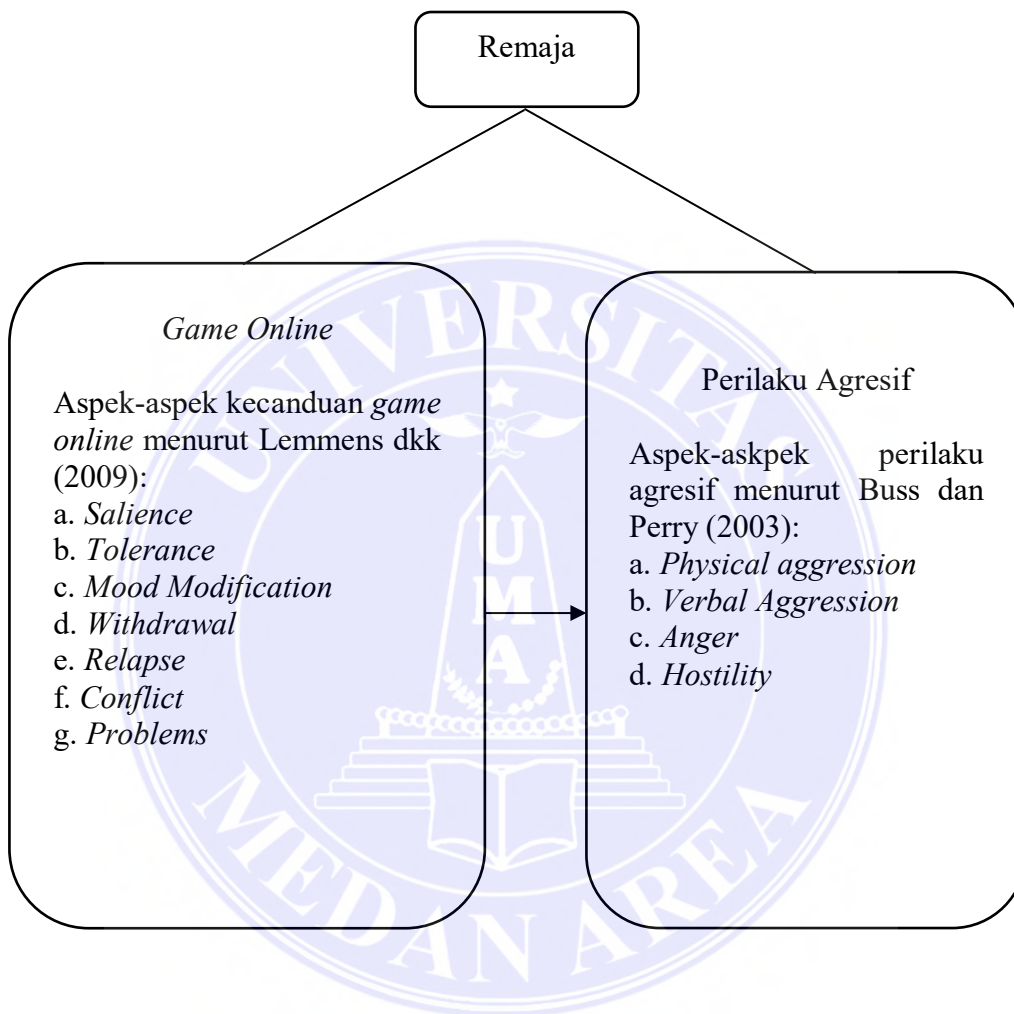 Remaja
Game Online
Aspek-aspek kecanduan game
online menurut Lemmens dkk
(2009):
a. Salience
b. Tolerance
c. Mood Modification
d. Withdrawal
e. Relapse
f. Conflict
g. Problems
Perilaku Agresif
Aspek-askpek perilaku
agresif menurut Buss dan
Perry (2003):
a. Physical aggression
b. Verbal Aggression
c. Anger
d. Hostility
UNIVERSITAS
UMA
MEDAN AREA